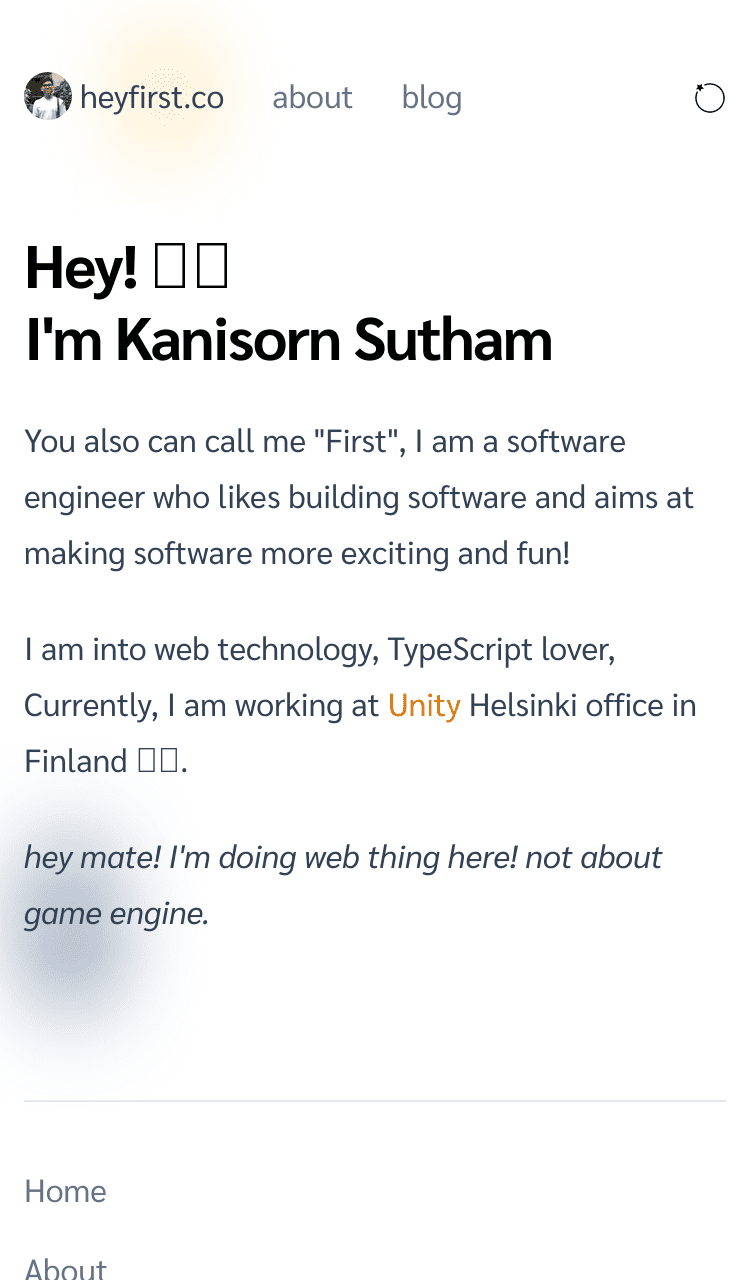 heyfirst.co about blog
Hey!
I'm Kanisorn Sutham
You also can call me "First", I am a software
engineer who likes building software and aims at
making software more exciting and fun!
I am into web technology, TypeScript lover,
Currently, I am working at Unity Helsinki office in
Finland .
hey mate! I'm doing web thing here! not about
game engine.
Home
About